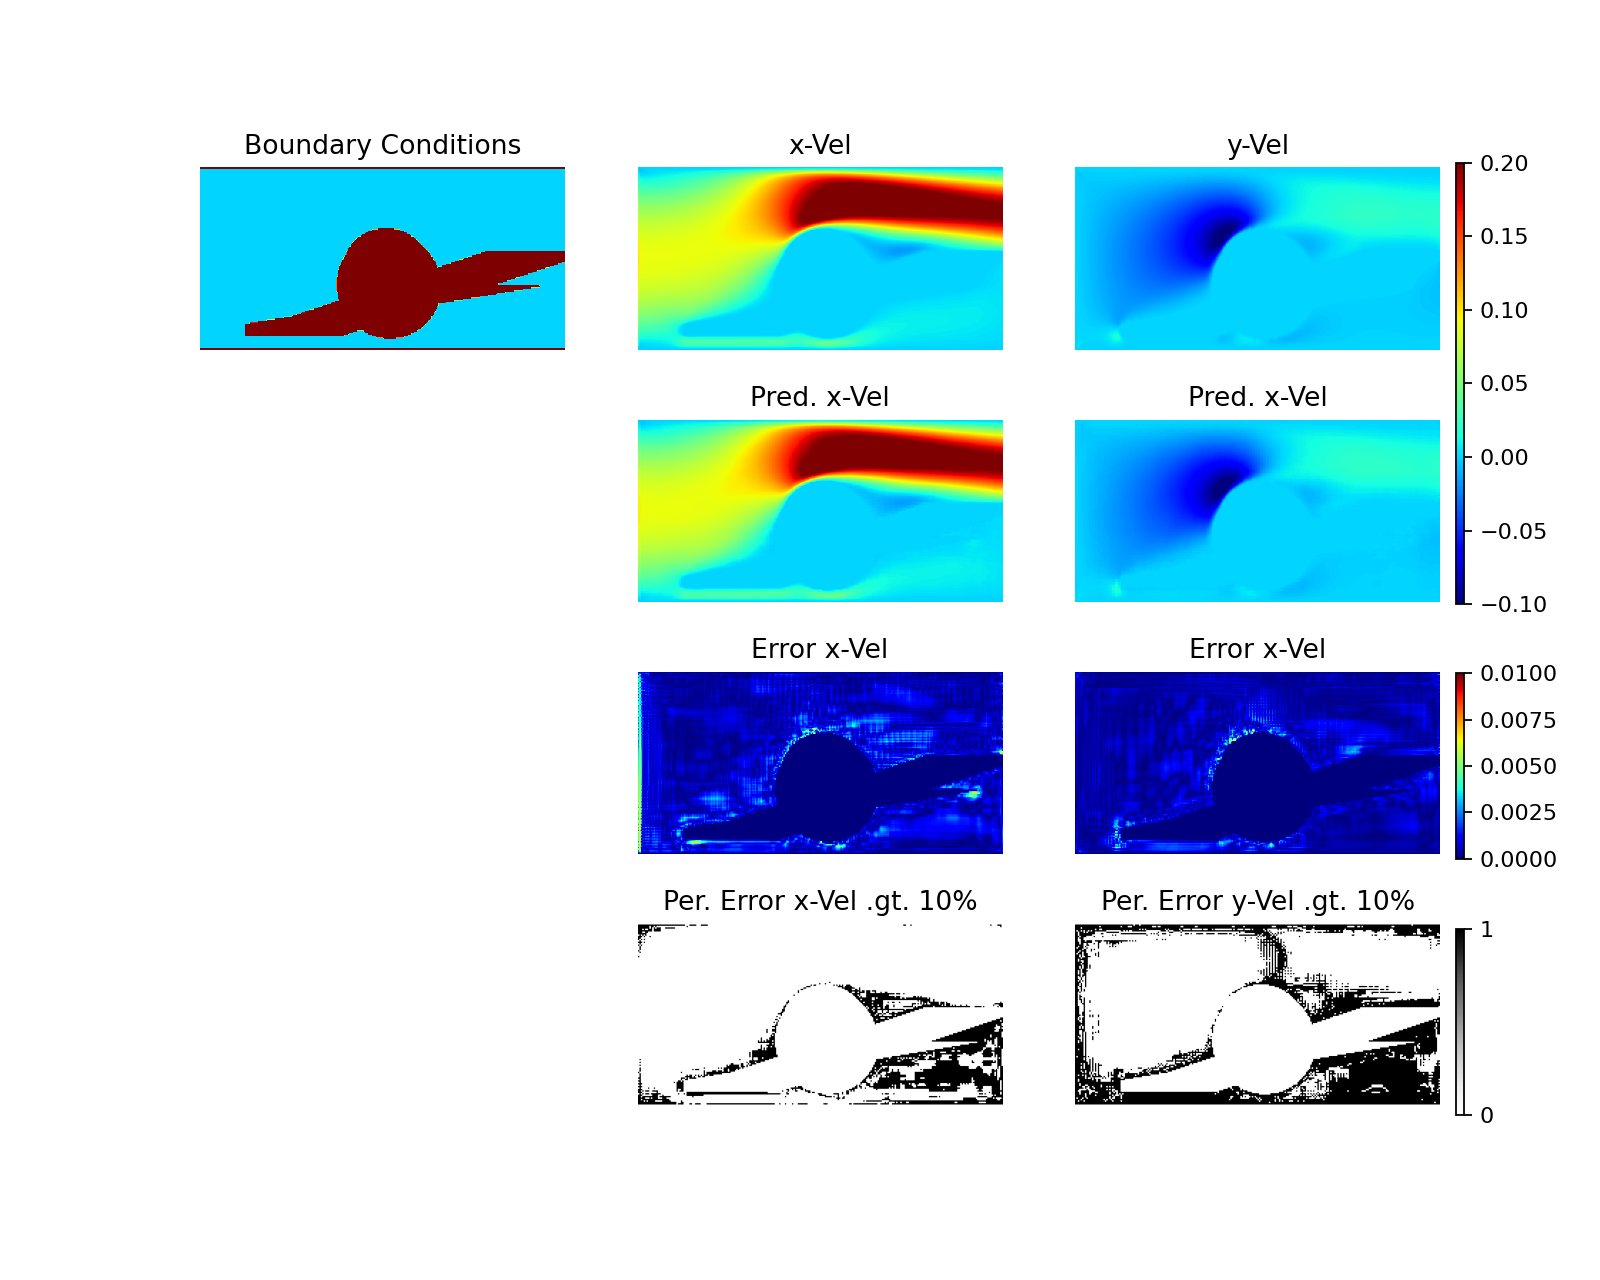 Boundary Conditions
x-Vel
y-Vel
0.20
0.15
0.10
0.05
0.00
−0.05
−0.10
Pred. x-Vel
Pred. x-Vel
Error x-Vel
Error x-Vel
0.0100
0.0075
0.0050
0.0025
0.0000
Per. Error x-Vel .gt. 10%
Per. Error y-Vel .gt. 10%
1
0